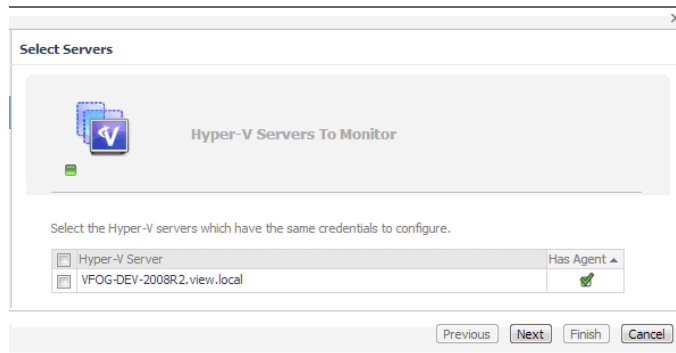 Select Servers
Hyper-V Servers To Monitor
Select the Hyper-V servers which have the same credentials to configure.
Hyper-V Server Has Agent
VFOG-DEV-2008R2.view.local
Previous Next Finish Cancel